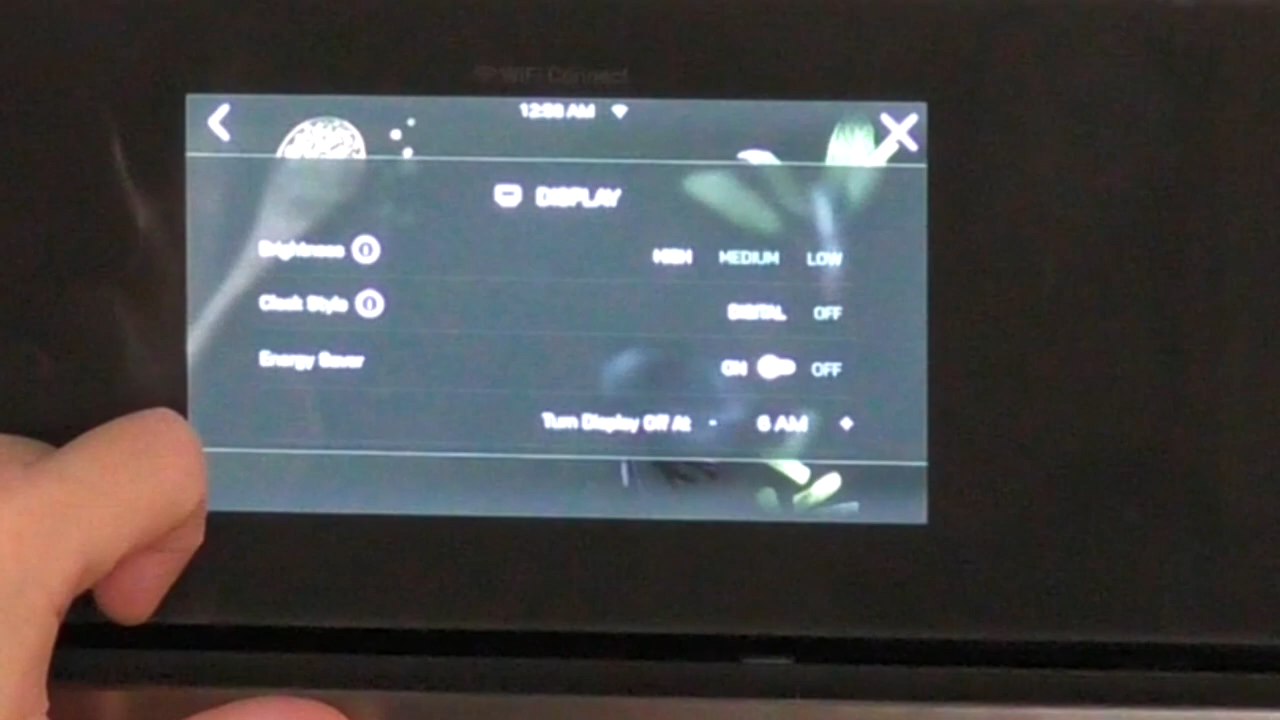 WiFi Connect
12:58 AM
DISPLAY
Brightness
HIGH MEDIUM LOW
Clock Style
DIGITAL OFF
Energy Saver
ON OFF
Turn Display Off At - 6 AM +